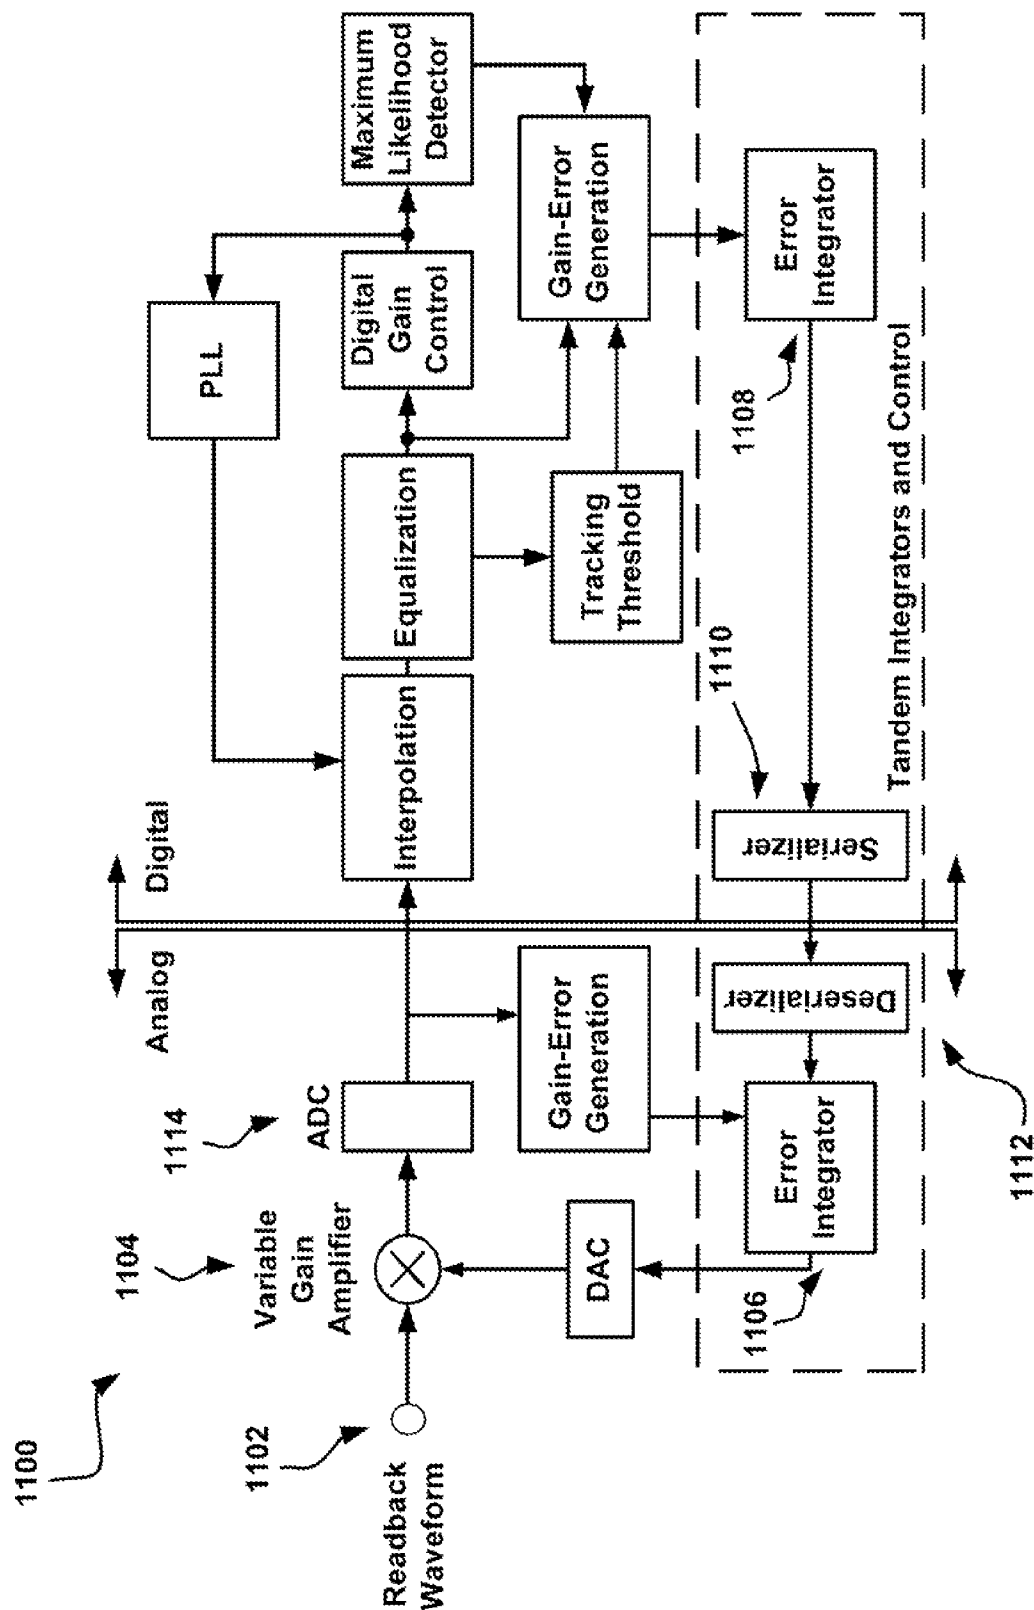 1100
1102
Readback
Waveform
1104
Variable
Gain
Amplifier
1114
ADC
Analog
Digital
Interpolation
Equalization
PLL
Digital
Gain
Control
Maximum
Likelihood
Detector
DAC
Gain-Error
Generation
Tracking
Threshold
Gain-Error
Generation
1106
Error
Integrator
Deserializer
1112
Serializer
1110
1108
Error
Integrator
Tandem Integrators and Control